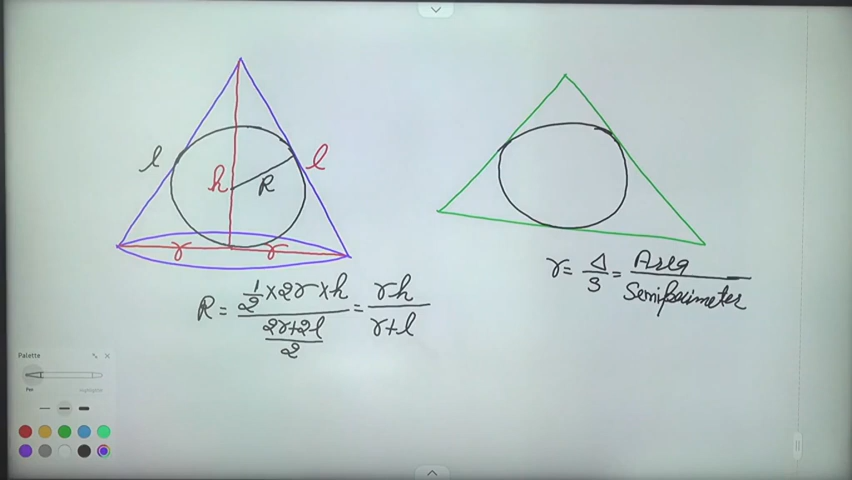 l
h
R
l
r
r
R = (1/2 × 2r × h) / ((2r+2l)/2) = rh / (r+l)
r = Δ/s = Area / Semiperimeter
Palette
Pen
Highlighter